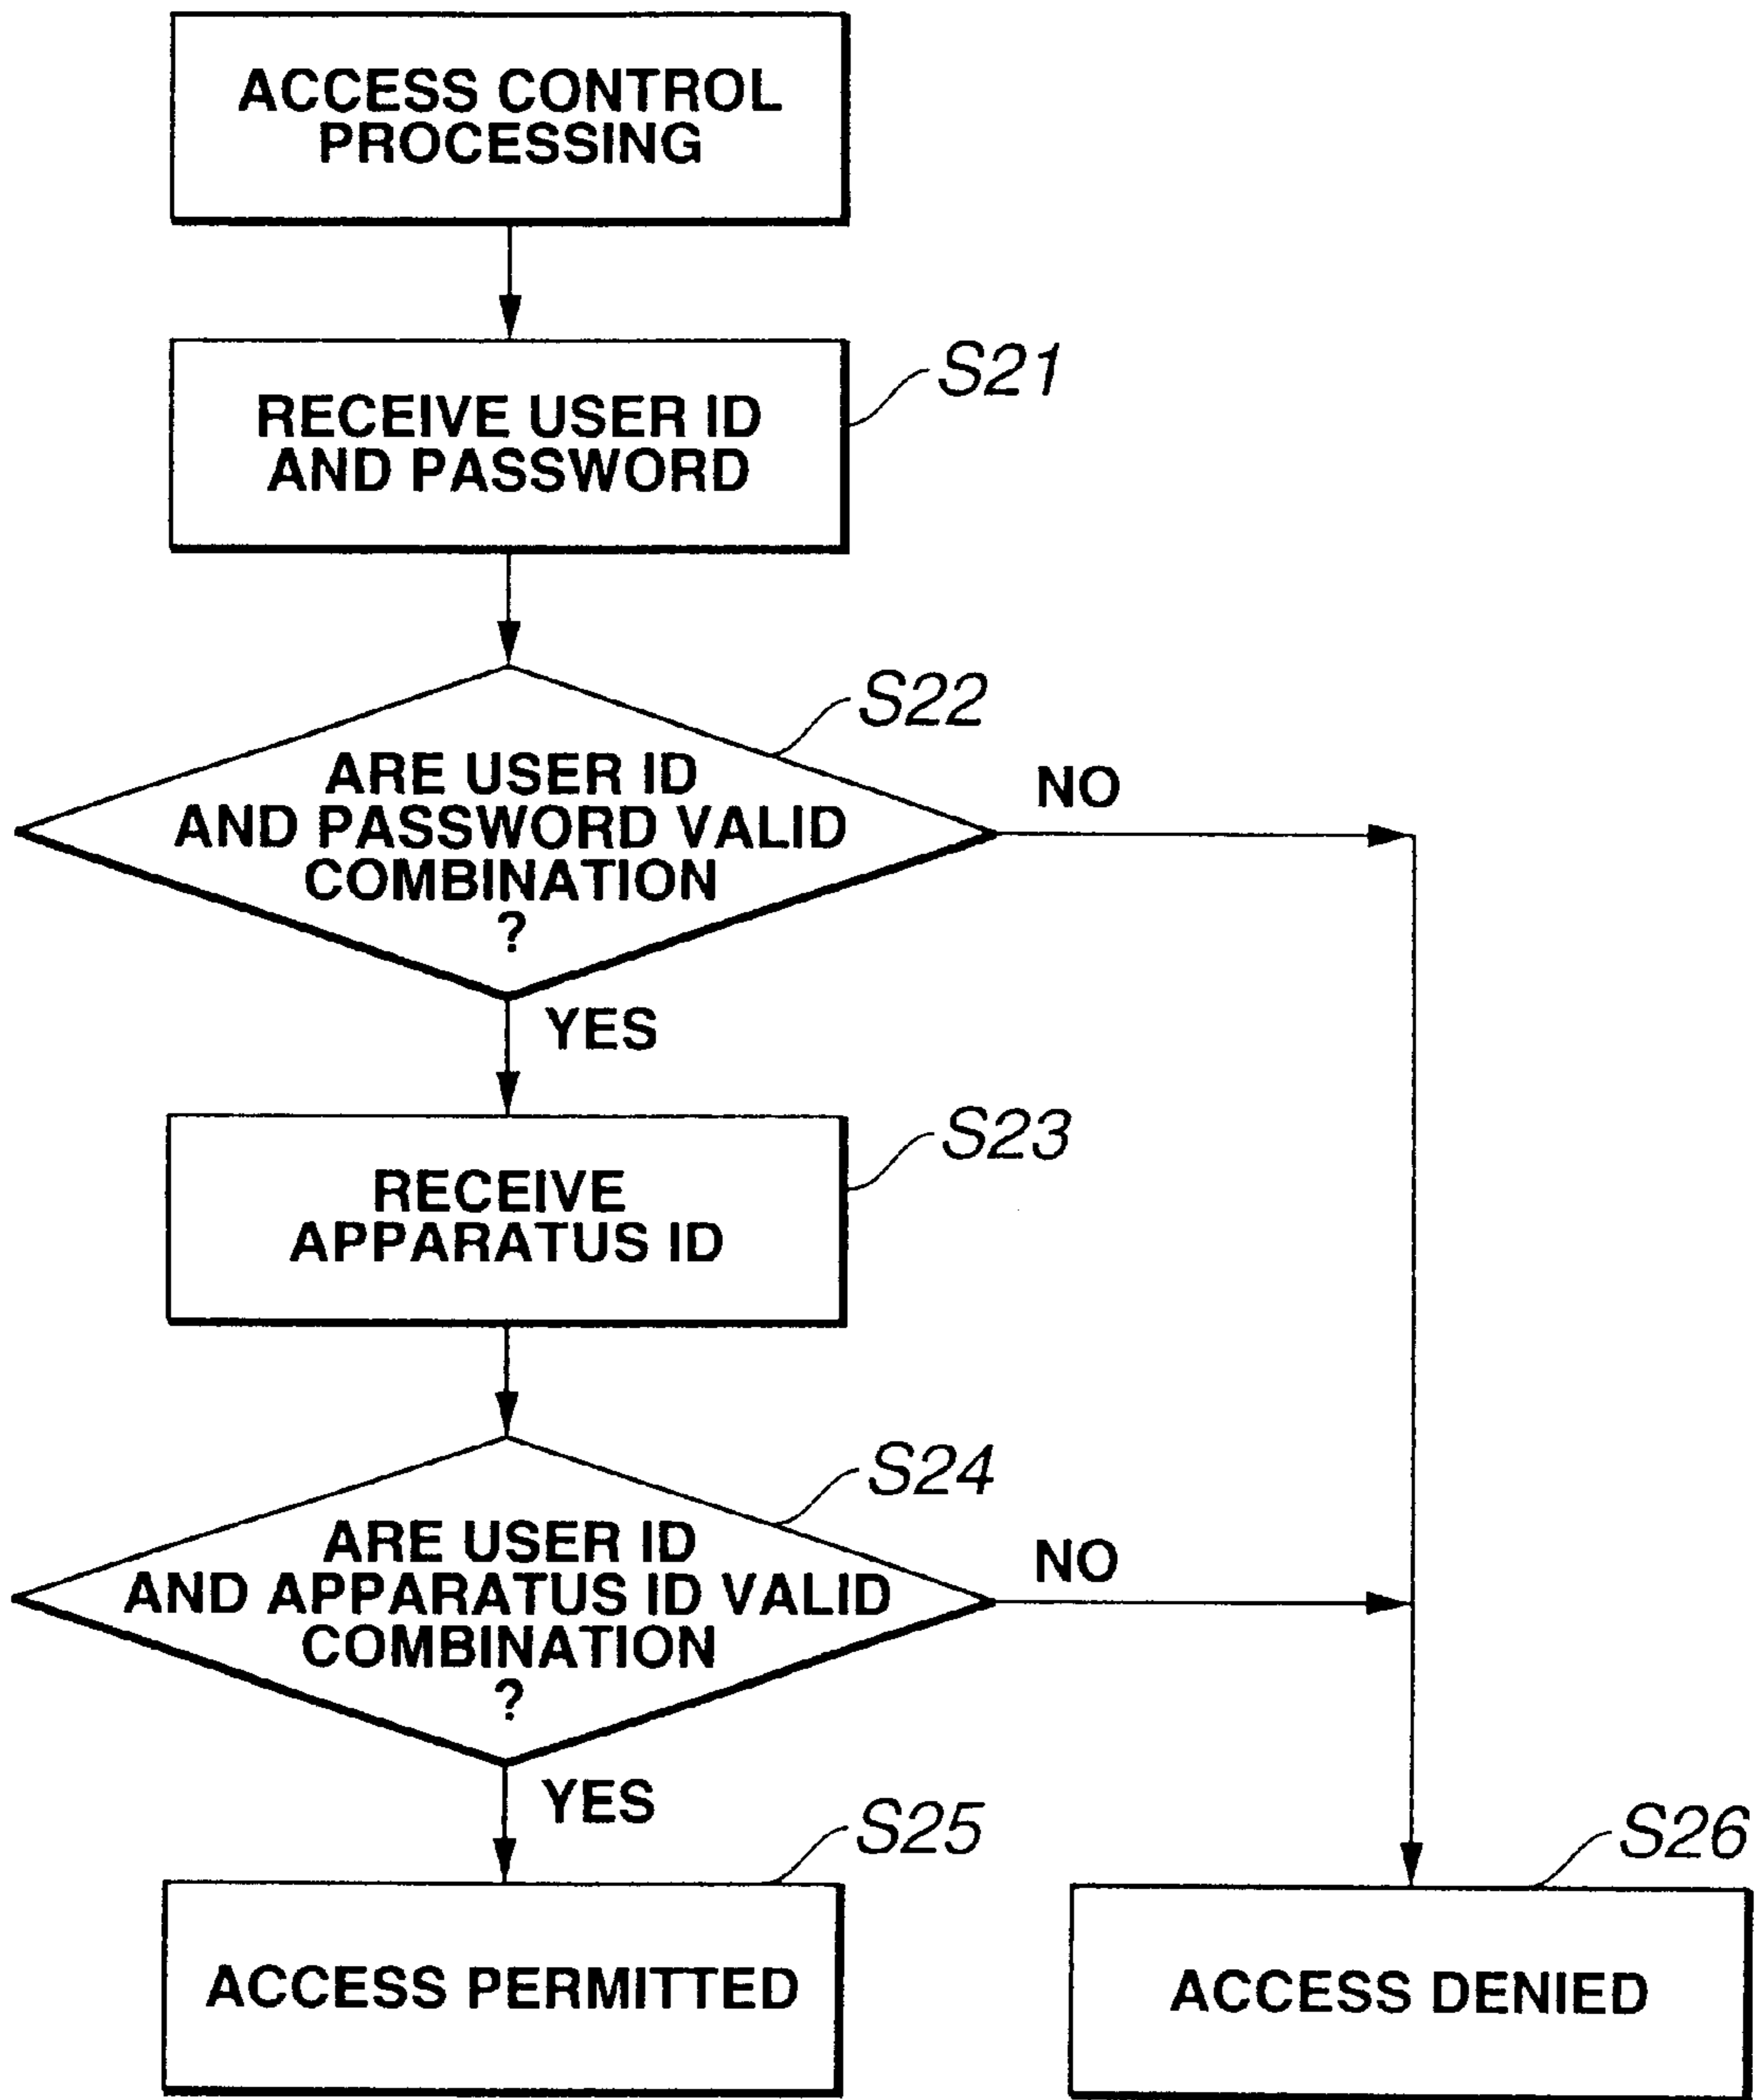 ACCESS CONTROL
PROCESSING
S21
RECEIVE USER ID
AND PASSWORD
S22
ARE USER ID
AND PASSWORD VALID
COMBINATION
?
NO
YES
S23
RECEIVE
APPARATUS ID
S24
ARE USER ID
AND APPARATUS ID VALID
COMBINATION
?
NO
YES
S25
ACCESS PERMITTED
S26
ACCESS DENIED